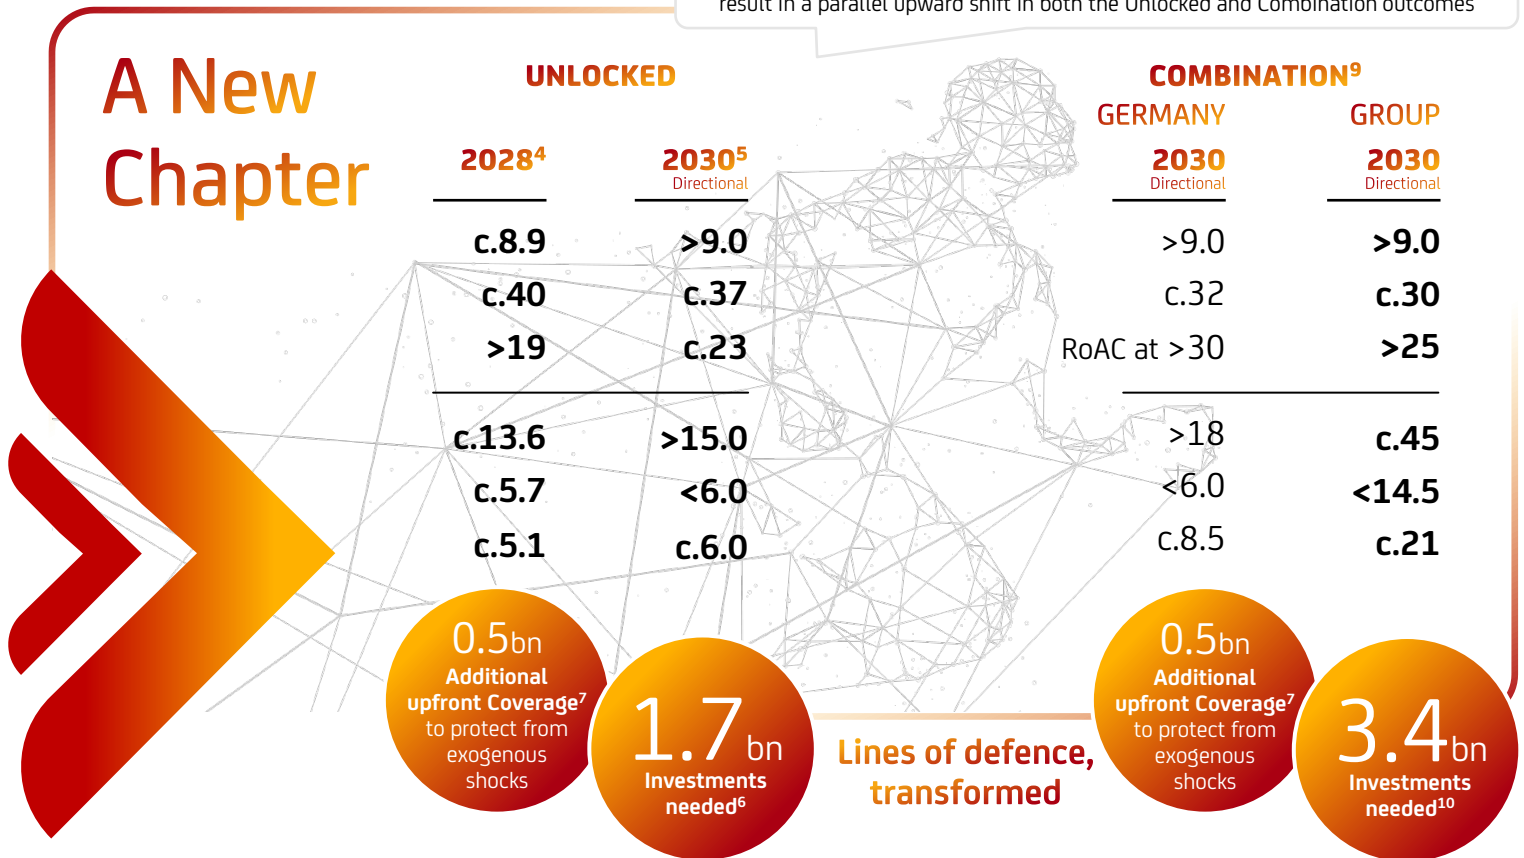 result in a parallel upward shift in both the Unlocked and Combination outcomes
A New
Chapter
UNLOCKED
2028⁴
2030⁵
Directional
c.8.9 >9.0
c.40 c.37
>19 c.23
c.13.6 >15.0
c.5.7 <6.0
c.5.1 c.6.0
COMBINATION⁹
GERMANY GROUP
2030 2030
Directional Directional
>9.0 >9.0
c.32 c.30
RoAC at >30 >25
>18 c.45
<6.0 <14.5
c.8.5 c.21
0.5bn
Additional
upfront Coverage⁷
to protect from
exogenous
shocks
1.7 bn
Investments
needed⁶
Lines of defence,
transformed
0.5bn
Additional
upfront Coverage⁷
to protect from
exogenous
shocks
3.4bn
Investments
needed¹⁰